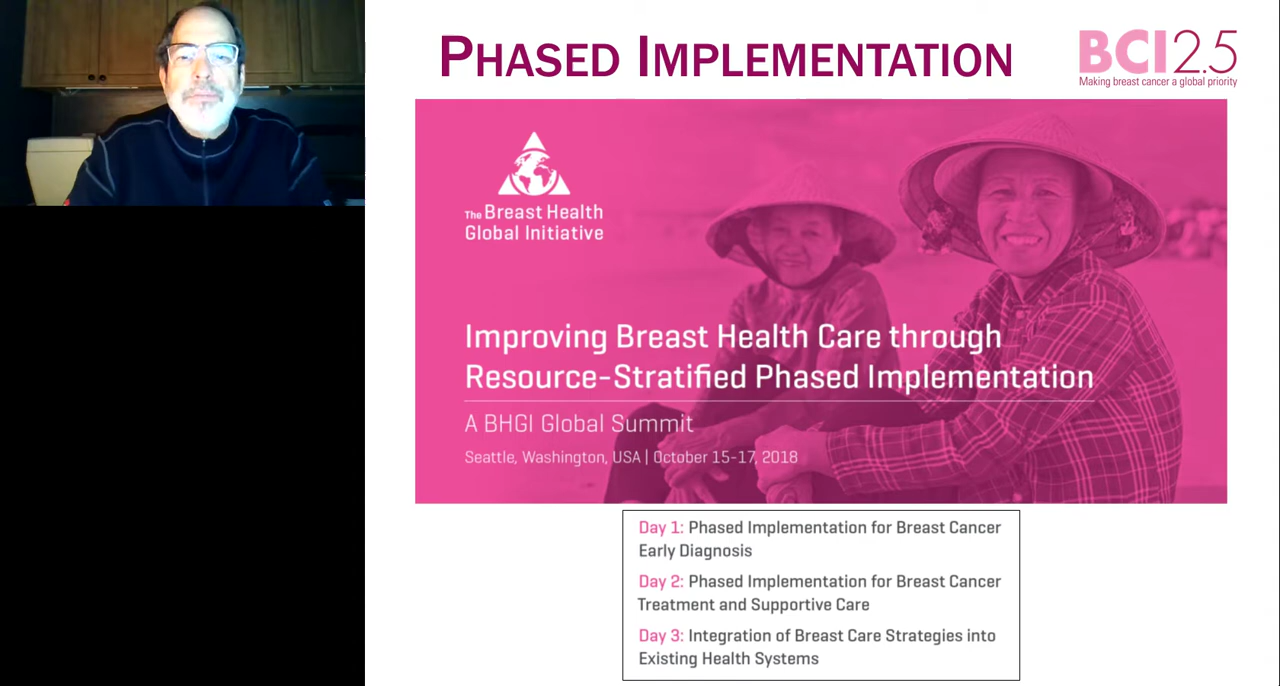 PHASED IMPLEMENTATION
BCI2.5
Making breast cancer a global priority
The Breast Health
Global Initiative
Improving Breast Health Care through
Resource-Stratified Phased Implementation
A BHGI Global Summit
Seattle, Washington, USA | October 15-17, 2018
Day 1: Phased Implementation for Breast Cancer
Early Diagnosis
Day 2: Phased Implementation for Breast Cancer
Treatment and Supportive Care
Day 3: Integration of Breast Care Strategies into
Existing Health Systems